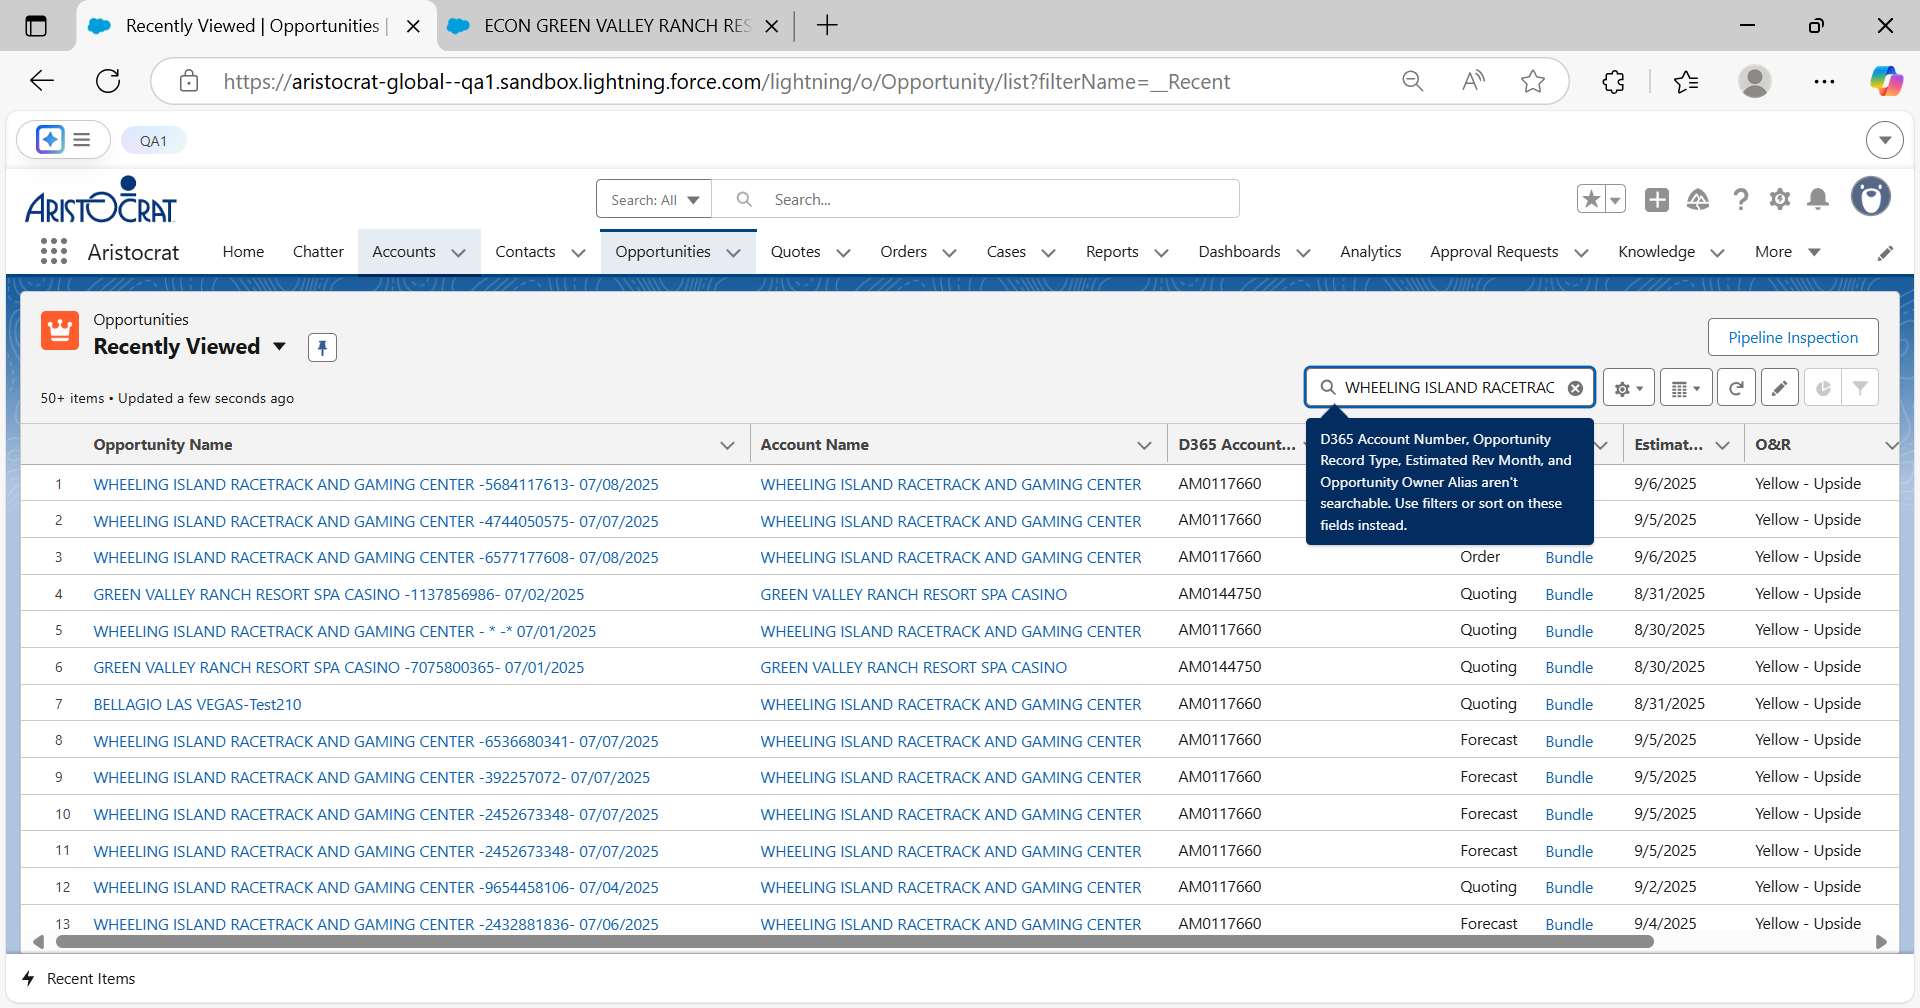 Recently Viewed | Opportunities |
ECON GREEN VALLEY RANCH RES
https://aristocrat-global--qa1.sandbox.lightning.force.com/lightning/o/Opportunity/list?filterName=__Recent
QA1
ARISTOCRAT
Search: All
Search...
Aristocrat
Home
Chatter
Accounts
Contacts
Opportunities
Quotes
Orders
Cases
Reports
Dashboards
Analytics
Approval Requests
Knowledge
More
Opportunities
Recently Viewed
Pipeline Inspection
50+ items • Updated a few seconds ago
WHEELING ISLAND RACETRAC
D365 Account Number, Opportunity
Record Type, Estimated Rev Month, and
Opportunity Owner Alias aren't
searchable. Use filters or sort on these
fields instead.
Opportunity Name Account Name D365 Account... Estimat... O&R
1 WHEELING ISLAND RACETRACK AND GAMING CENTER -5684117613- 07/08/2025 WHEELING ISLAND RACETRACK AND GAMING CENTER AM0117660 9/6/2025 Yellow - Upside
2 WHEELING ISLAND RACETRACK AND GAMING CENTER -4744050575- 07/07/2025 WHEELING ISLAND RACETRACK AND GAMING CENTER AM0117660 9/5/2025 Yellow - Upside
3 WHEELING ISLAND RACETRACK AND GAMING CENTER -6577177608- 07/08/2025 WHEELING ISLAND RACETRACK AND GAMING CENTER AM0117660 Order Bundle 9/6/2025 Yellow - Upside
4 GREEN VALLEY RANCH RESORT SPA CASINO -1137856986- 07/02/2025 GREEN VALLEY RANCH RESORT SPA CASINO AM0144750 Quoting Bundle 8/31/2025 Yellow - Upside
5 WHEELING ISLAND RACETRACK AND GAMING CENTER - * -* 07/01/2025 WHEELING ISLAND RACETRACK AND GAMING CENTER AM0117660 Quoting Bundle 8/30/2025 Yellow - Upside
6 GREEN VALLEY RANCH RESORT SPA CASINO -7075800365- 07/01/2025 GREEN VALLEY RANCH RESORT SPA CASINO AM0144750 Quoting Bundle 8/30/2025 Yellow - Upside
7 BELLAGIO LAS VEGAS-Test210 WHEELING ISLAND RACETRACK AND GAMING CENTER AM0117660 Quoting Bundle 8/31/2025 Yellow - Upside
8 WHEELING ISLAND RACETRACK AND GAMING CENTER -6536680341- 07/07/2025 WHEELING ISLAND RACETRACK AND GAMING CENTER AM0117660 Forecast Bundle 9/5/2025 Yellow - Upside
9 WHEELING ISLAND RACETRACK AND GAMING CENTER -392257072- 07/07/2025 WHEELING ISLAND RACETRACK AND GAMING CENTER AM0117660 Forecast Bundle 9/5/2025 Yellow - Upside
10 WHEELING ISLAND RACETRACK AND GAMING CENTER -2452673348- 07/07/2025 WHEELING ISLAND RACETRACK AND GAMING CENTER AM0117660 Forecast Bundle 9/5/2025 Yellow - Upside
11 WHEELING ISLAND RACETRACK AND GAMING CENTER -2452673348- 07/07/2025 WHEELING ISLAND RACETRACK AND GAMING CENTER AM0117660 Forecast Bundle 9/5/2025 Yellow - Upside
12 WHEELING ISLAND RACETRACK AND GAMING CENTER -9654458106- 07/04/2025 WHEELING ISLAND RACETRACK AND GAMING CENTER AM0117660 Quoting Bundle 9/2/2025 Yellow - Upside
13 WHEELING ISLAND RACETRACK AND GAMING CENTER -2432881836- 07/06/2025 WHEELING ISLAND RACETRACK AND GAMING CENTER AM0117660 Forecast Bundle 9/4/2025 Yellow - Upside
Recent Items